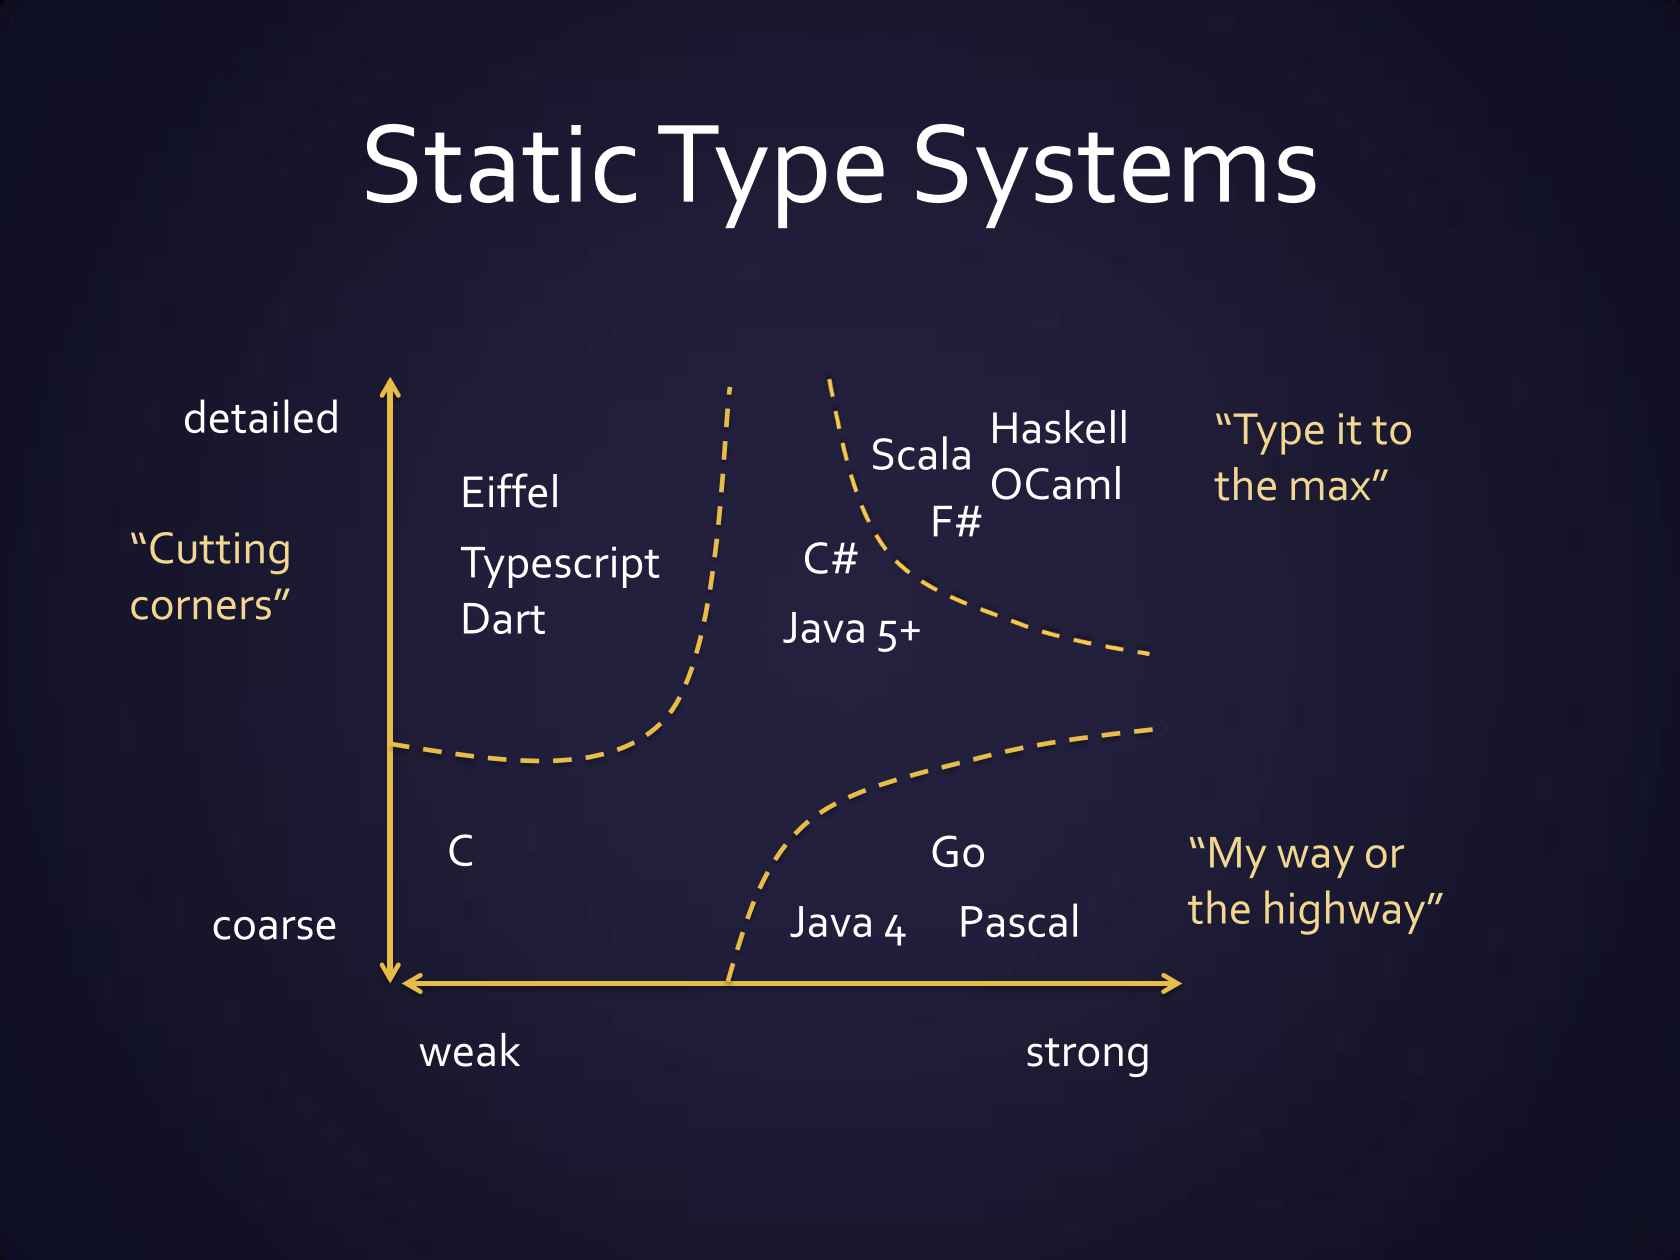 Static Type Systems
detailed
“Cutting
corners”
coarse
Eiffel
Typescript
Dart
Scala
Haskell
OCaml
F#
C#
Java 5+
“Type it to
the max”
C
Go
Java 4
Pascal
“My way or
the highway”
weak
strong